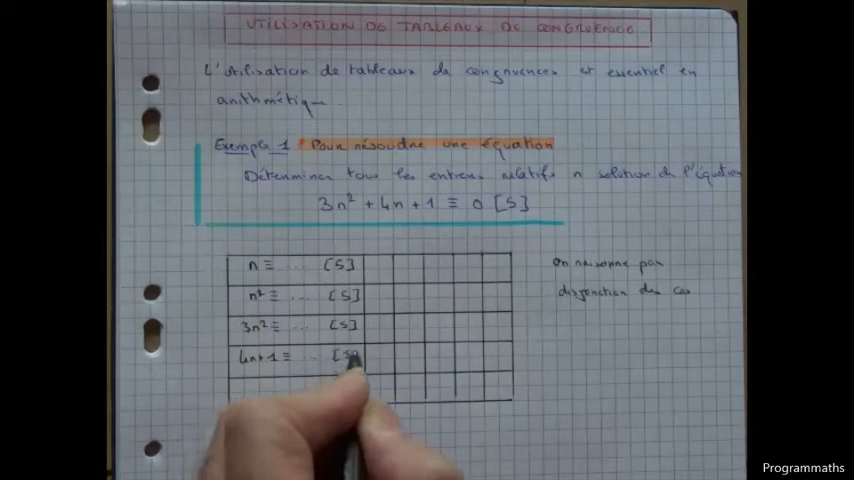 UTILISATION DE TABLEAUX DE CONGRUENCE
L'utilisation de tableaux de congruences et essentiel en
arithmétique.
Exemple 1 : Pour résoudre une équation
Déterminer tous les entiers relatifs n solution de l'équation
3n² + 4n + 1 ≡ 0 [5]
n ≡ ... [5]
On raisonne par
n² ≡ ... [5]
disjonction des cas
3n² ≡ ... [5]
4n+1 ≡ ... [5]
Programmaths